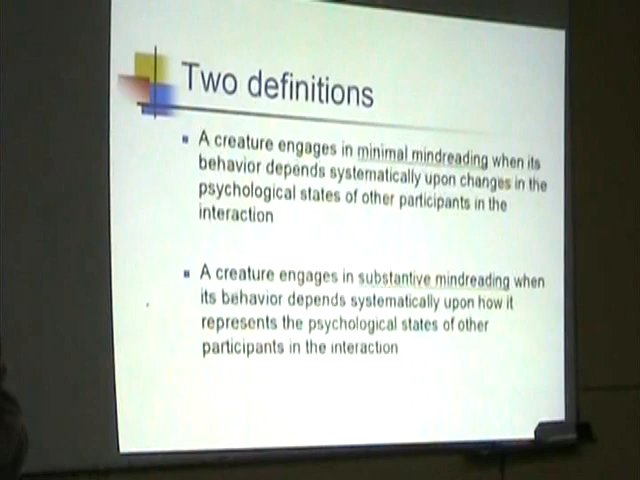 Two definitions
A creature engages in minimal mindreading when its
behavior depends systematically upon changes in the
psychological states of other participants in the
interaction
A creature engages in substantive mindreading when
its behavior depends systematically upon how it
represents the psychological states of other
participants in the interaction